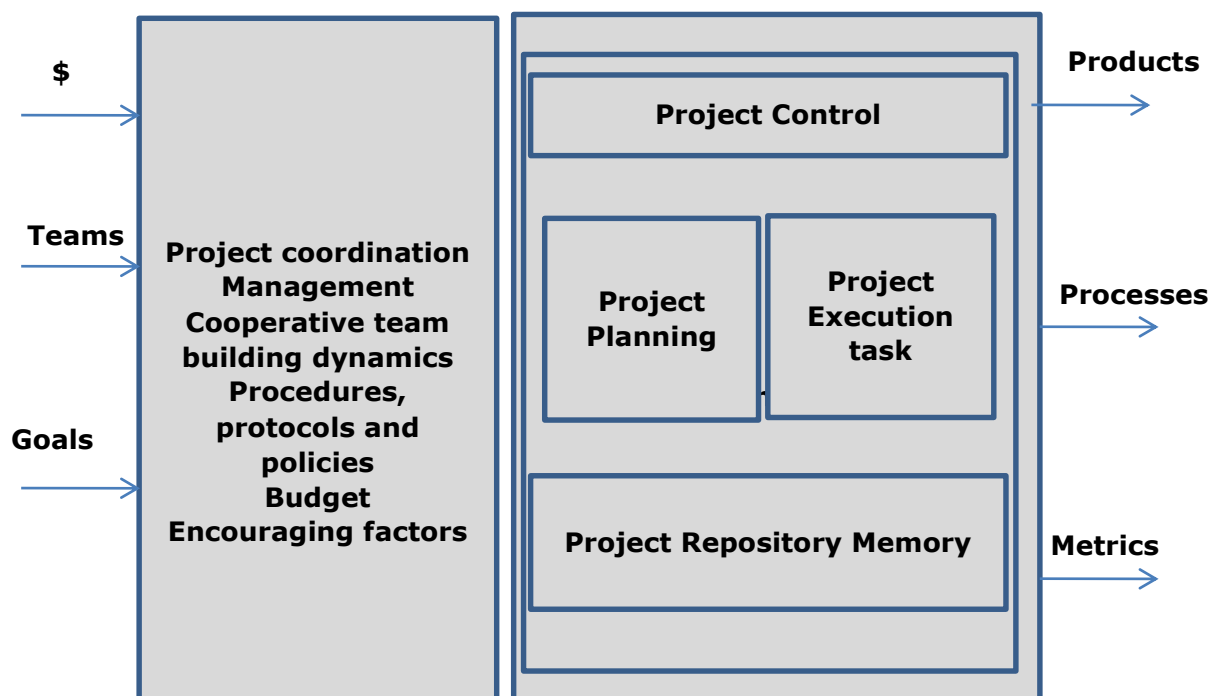 $
Teams
Goals
Project coordination
Management
Cooperative team
building dynamics
Procedures,
protocols and
policies
Budget
Encouraging factors
Project Control
Project
Planning
Project
Execution
task
Project Repository Memory
Products
Processes
Metrics